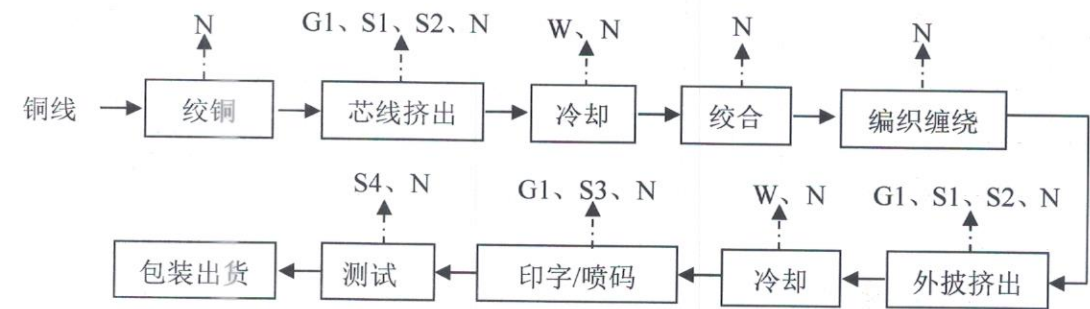 N G1、S1、S2、N W、N N N
铜线 绞铜 芯线挤出 冷却 绞合 编织缠绕
S4、N G1、S3、N W、N G1、S1、S2、N
包装出货 测试 印字/喷码 冷却 外披挤出